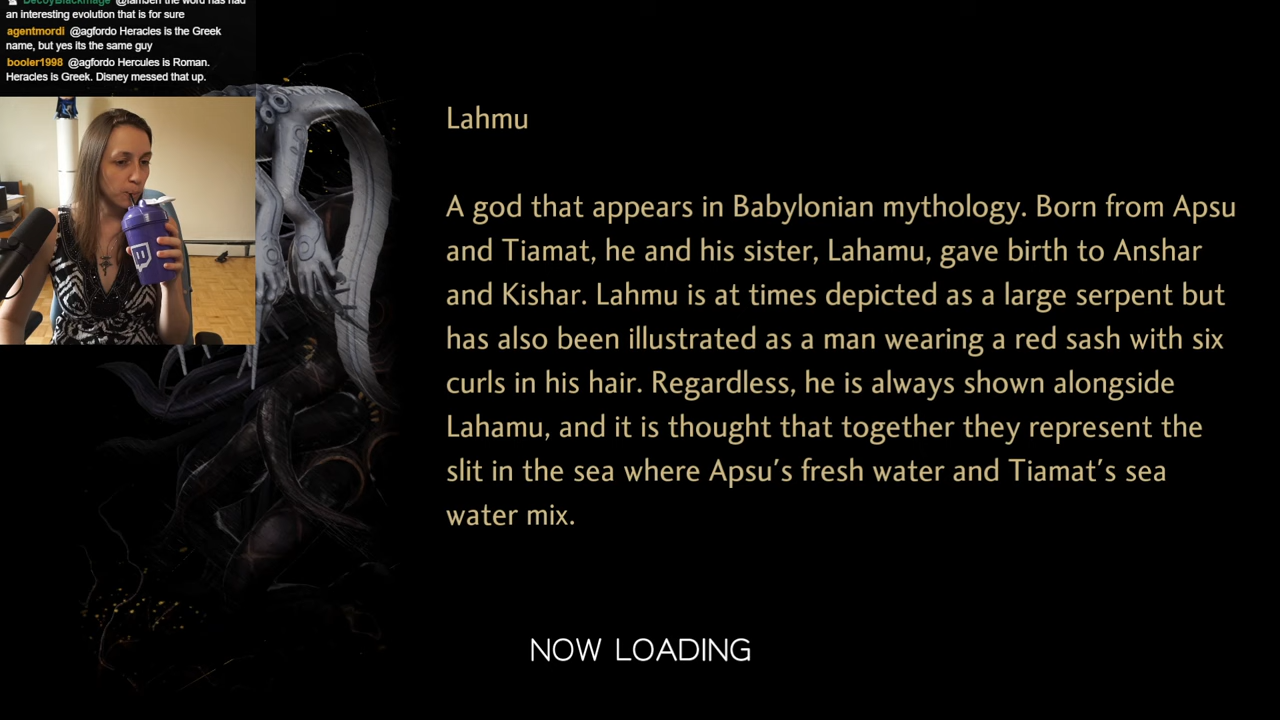 DecoyBlackmage @IamJen the word has had
an interesting evolution that is for sure
agentmordi @agfordo Heracles is the Greek
name, but yes its the same guy
booler1998 @agfordo Hercules is Roman.
Heracles is Greek. Disney messed that up.
Lahmu
A god that appears in Babylonian mythology. Born from Apsu
and Tiamat, he and his sister, Lahamu, gave birth to Anshar
and Kishar. Lahmu is at times depicted as a large serpent but
has also been illustrated as a man wearing a red sash with six
curls in his hair. Regardless, he is always shown alongside
Lahamu, and it is thought that together they represent the
slit in the sea where Apsu's fresh water and Tiamat's sea
water mix.
NOW LOADING